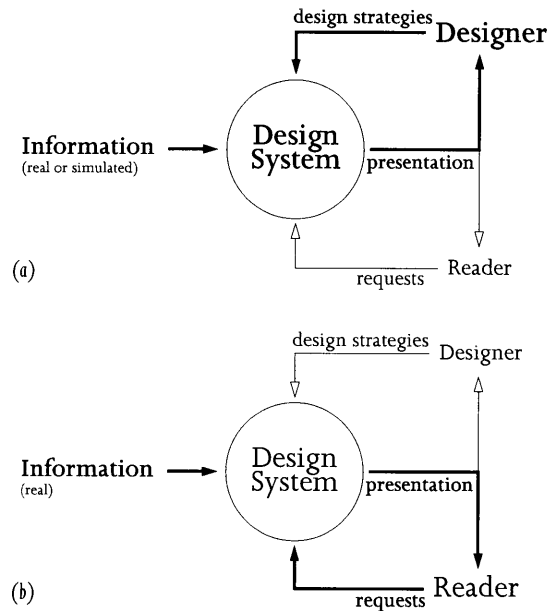 design strategies
Designer
Information
(real or simulated)
Design
System
presentation
Reader
requests
(a)
design strategies
Designer
Information
(real)
Design
System
presentation
Reader
requests
(b)